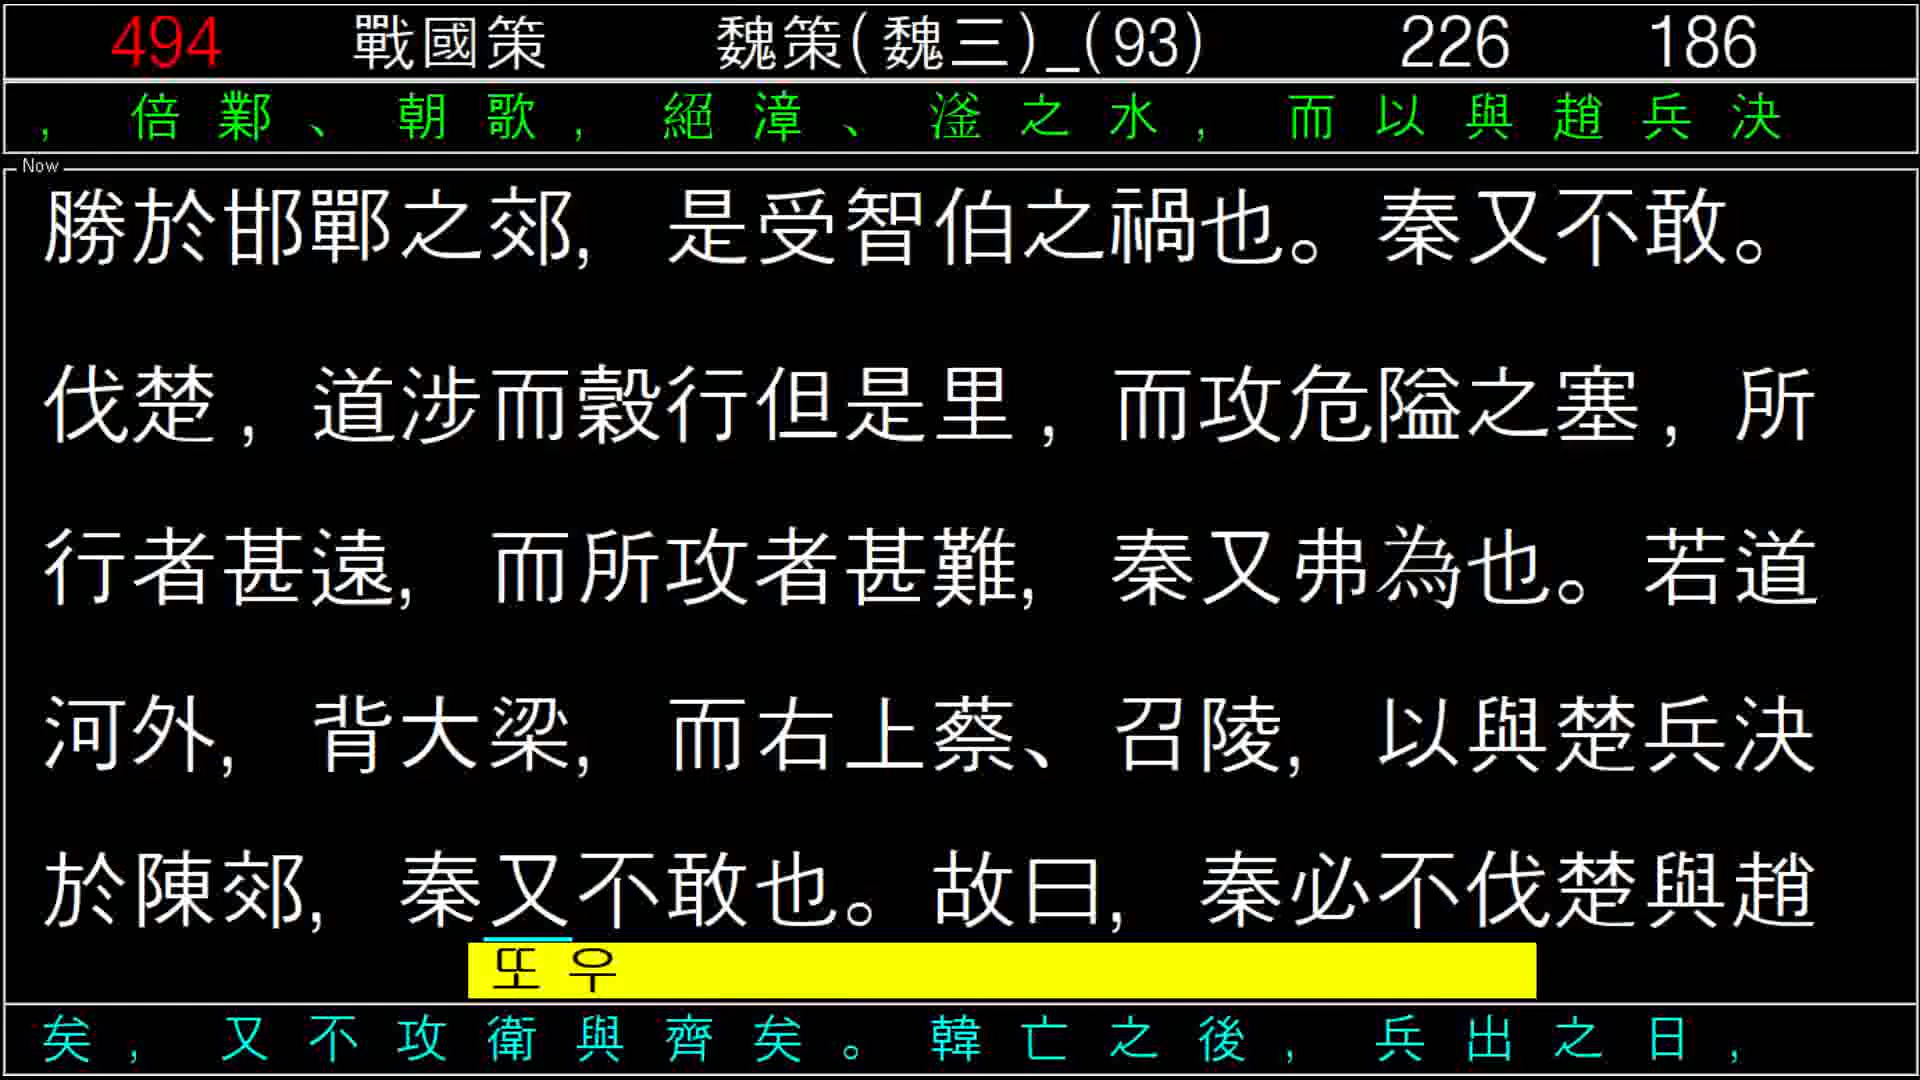 494 戰國策 魏策(魏三)_(93) 226 186
, 倍鄴、朝歌, 絕漳、滏之水, 而以與趙兵決
Now
勝於邯鄲之郊, 是受智伯之禍也。秦又不敢。
伐楚, 道涉而穀行但是里, 而攻危隘之塞, 所
行者甚遠, 而所攻者甚難, 秦又弗為也。若道
河外, 背大梁, 而右上蔡、召陵, 以與楚兵決
於陳郊, 秦又不敢也。故曰, 秦必不伐楚與趙
또 우
矣, 又不攻衛與齊矣。韓亡之後, 兵出之日,